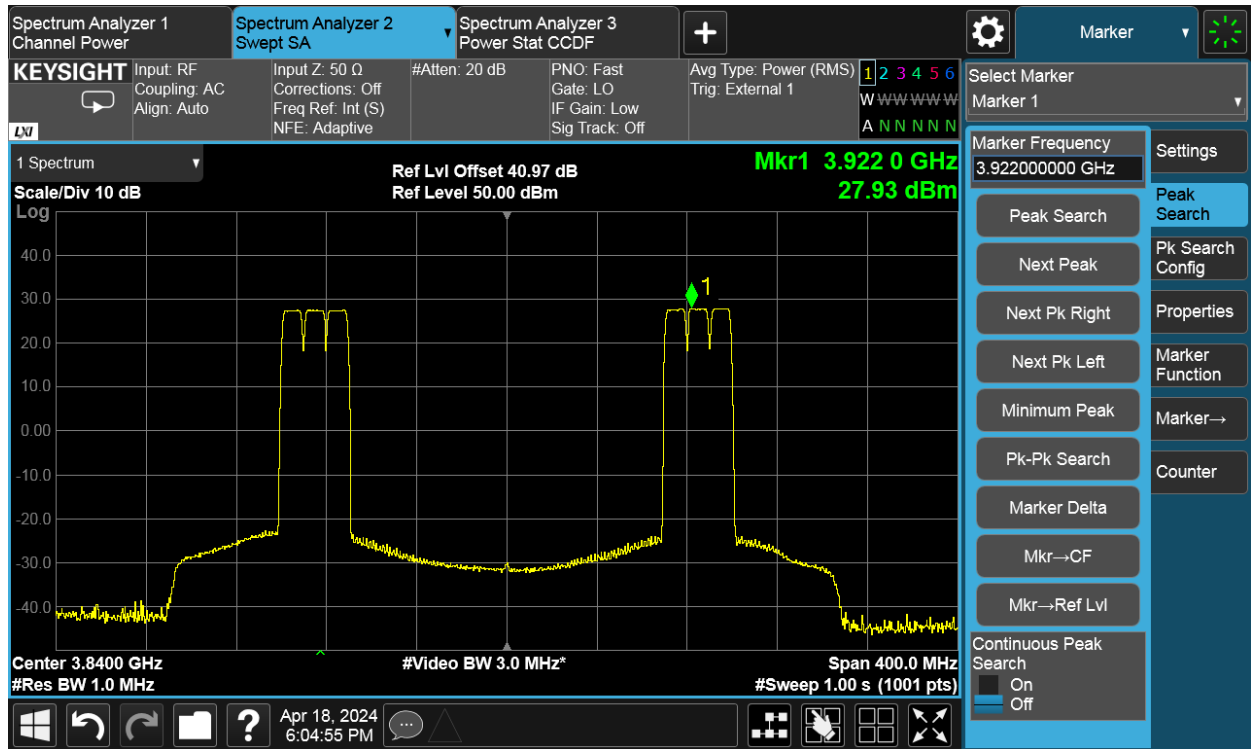 Spectrum Analyzer 1
Channel Power
Spectrum Analyzer 2
Swept SA
Spectrum Analyzer 3
Power Stat CCDF
+
Marker
KEYSIGHT
LXI
Input: RF
Coupling: AC
Align: Auto
Input Z: 50 Ω
Corrections: Off
Freq Ref: Int (S)
NFE: Adaptive
#Atten: 20 dB
PNO: Fast
Gate: LO
IF Gain: Low
Sig Track: Off
Avg Type: Power (RMS)
Trig: External 1
1 2 3 4 5 6
W W W W W W
A N N N N N
Select Marker
Marker 1
1 Spectrum
Scale/Div 10 dB
Log
Ref Lvl Offset 40.97 dB
Ref Level 50.00 dBm
Mkr1 3.922 0 GHz
27.93 dBm
40.0
30.0
20.0
10.0
0.00
-10.0
-20.0
-30.0
-40.0
1
Center 3.8400 GHz
#Res BW 1.0 MHz
#Video BW 3.0 MHz*
Span 400.0 MHz
#Sweep 1.00 s (1001 pts)
Marker Frequency
3.922000000 GHz
Peak Search
Next Peak
Next Pk Right
Next Pk Left
Minimum Peak
Pk-Pk Search
Marker Delta
Mkr→CF
Mkr→Ref Lvl
Continuous Peak
Search
On
Off
Settings
Peak
Search
Pk Search
Config
Properties
Marker
Function
Marker→
Counter
?
Apr 18, 2024
6:04:55 PM